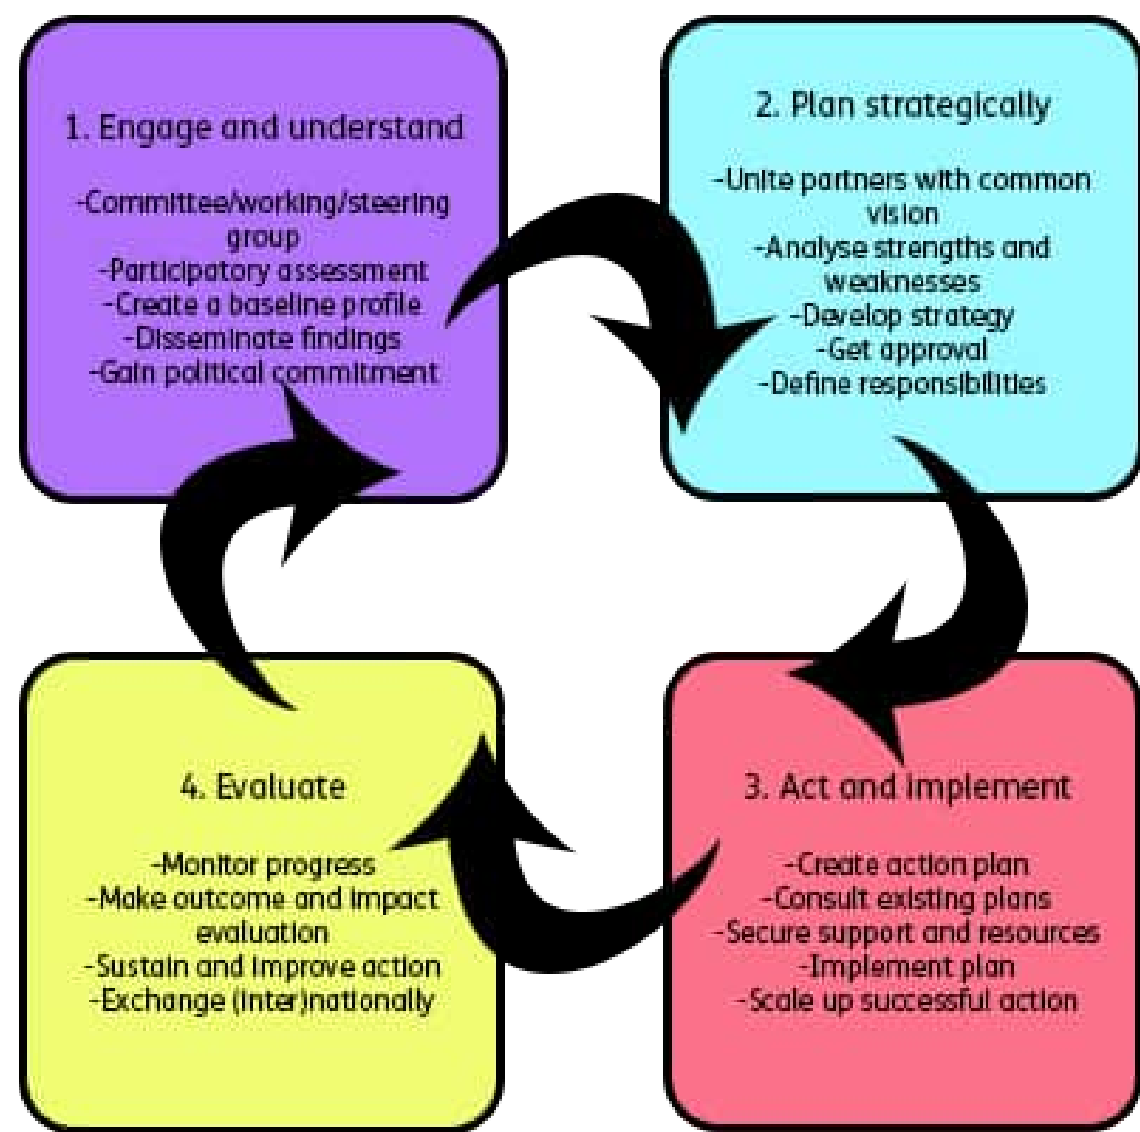 1. Engage and understand
-Committee/working/steering
group
-Participatory assessment
-Create a baseline profile
-Disseminate findings
-Gain political commitment
2. Plan strategically
-Unite partners with common
vision
-Analyse strengths and
weaknesses
-Develop strategy
-Get approval
-Define responsibilities
3. Act and implement
-Create action plan
-Consult existing plans
-Secure support and resources
-Implement plan
-Scale up successful action
4. Evaluate
-Monitor progress
-Make outcome and impact
evaluation
-Sustain and improve action
-Exchange (inter)nationally